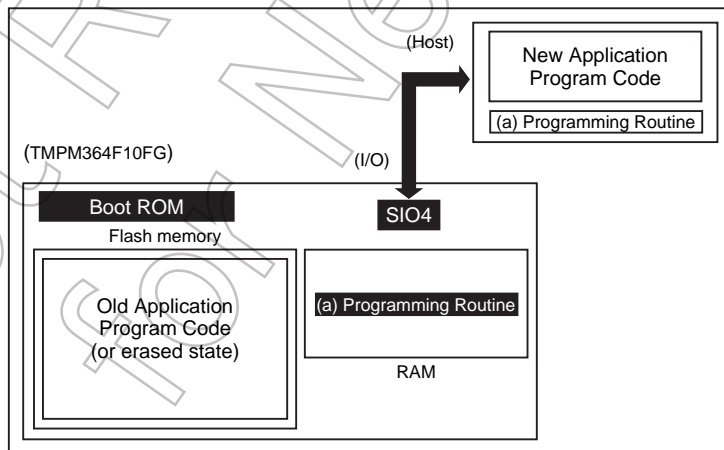 (Host)
New Application
Program Code
(a) Programming Routine
(TMPM364F10FG)
(I/O)
Boot ROM
SIO4
Flash memory
Old Application
Program Code
(or erased state)
(a) Programming Routine
RAM